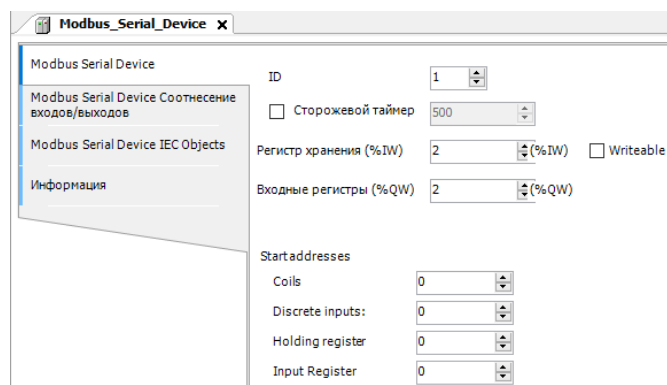 Modbus_Serial_Device X
Modbus Serial Device
Modbus Serial Device Соотнесение
входов/выходов
Modbus Serial Device IEC Objects
Информация
ID 1
Сторожевой таймер 500
Регистр хранения (%IW) 2 (%IW) Writeable
Входные регистры (%QW) 2 (%QW)
Start addresses
Coils 0
Discrete inputs: 0
Holding register 0
Input Register 0